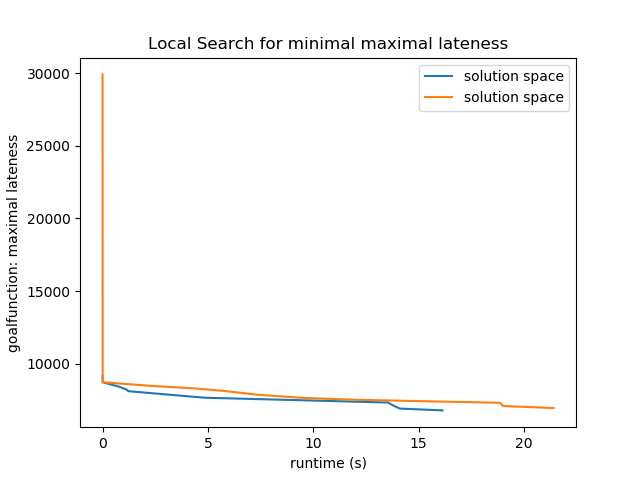 Local Search for minimal maximal lateness
solution space
solution space
goalfunction: maximal lateness
30000
25000
20000
15000
10000
0
5
10
15
20
runtime (s)